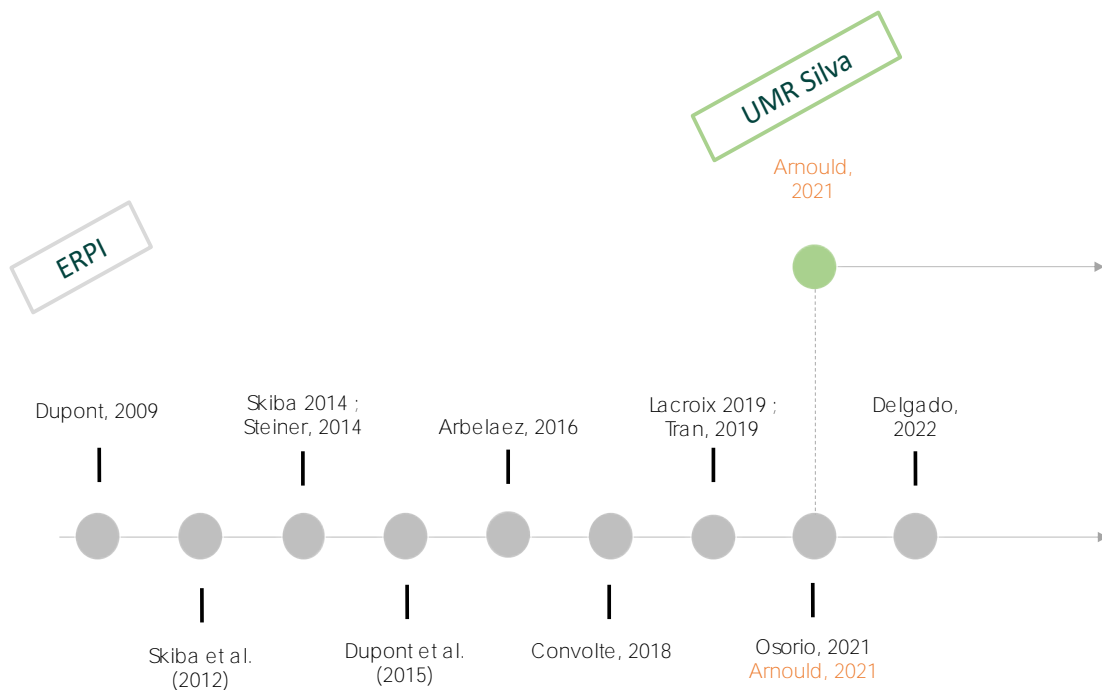 UMR Silva
Arnould,
2021
ERPI
Dupont, 2009
Skiba 2014 ;
Steiner, 2014
Arbelaez, 2016
Lacroix 2019 ;
Tran, 2019
Delgado,
2022
Skiba et al.
(2012)
Dupont et al.
(2015)
Convolte, 2018
Osorio, 2021
Arnould, 2021